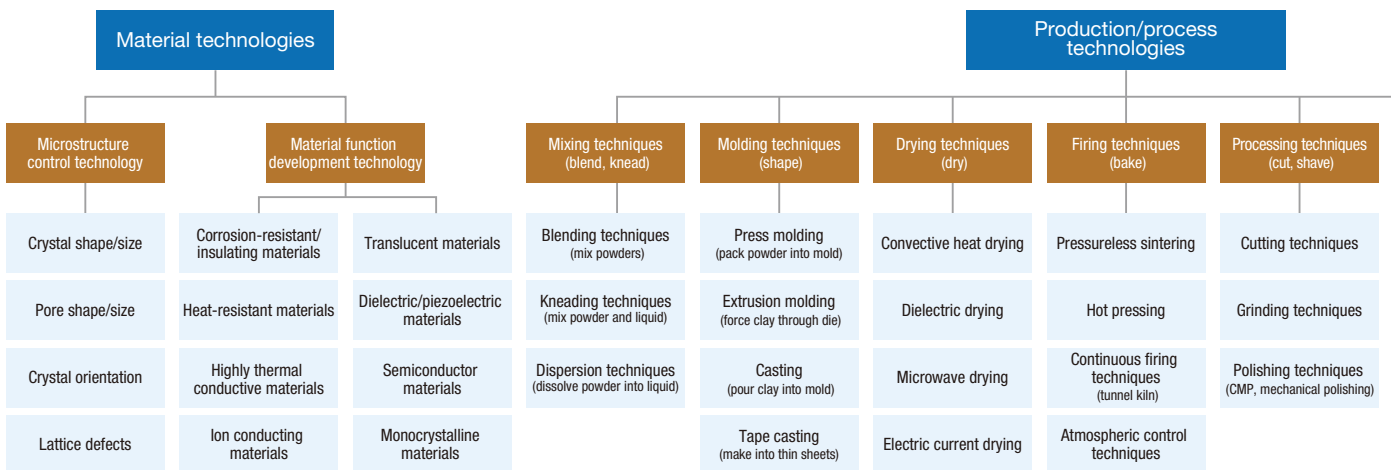 Material technologies
Production/process
technologies
Microstructure
control technology
Material function
development technology
Mixing techniques
(blend, knead)
Molding techniques
(shape)
Drying techniques
(dry)
Firing techniques
(bake)
Processing techniques
(cut, shave)
Crystal shape/size
Pore shape/size
Crystal orientation
Lattice defects
Corrosion-resistant/
insulating materials
Heat-resistant materials
Highly thermal
conductive materials
Ion conducting
materials
Translucent materials
Dielectric/piezoelectric
materials
Semiconductor
materials
Monocrystalline
materials
Blending techniques
(mix powders)
Kneading techniques
(mix powder and liquid)
Dispersion techniques
(dissolve powder into liquid)
Press molding
(pack powder into mold)
Extrusion molding
(force clay through die)
Casting
(pour clay into mold)
Tape casting
(make into thin sheets)
Convective heat drying
Dielectric drying
Microwave drying
Electric current drying
Pressureless sintering
Hot pressing
Continuous firing
techniques
(tunnel kiln)
Atmospheric control
techniques
Cutting techniques
Grinding techniques
Polishing techniques
(CMP, mechanical polishing)